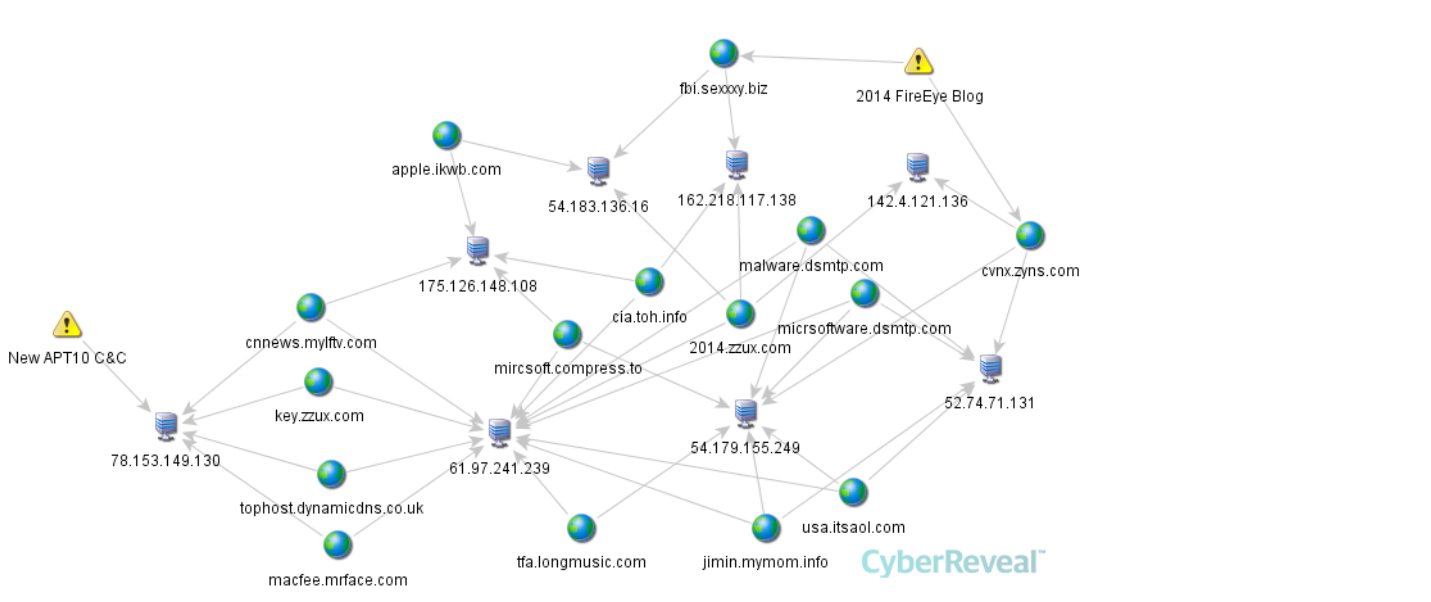 fbi.sexxxy.biz
2014 FireEye Blog
apple.ikwb.com
54.183.136.16
162.218.117.138
142.4.121.136
malware.dsmtp.com
cvnx.zyns.com
175.126.148.108
cia.toh.info
micrsoftware.dsmtp.com
cnnews.mylftv.com
2014.zzux.com
New APT10 C&C
mircsoft.compress.to
52.74.71.131
key.zzux.com
54.179.155.249
78.153.149.130
61.97.241.239
tophost.dynamicdns.co.uk
usa.itsaol.com
tfa.longmusic.com
jimin.mymom.info
macfee.mrface.com
CyberReveal™